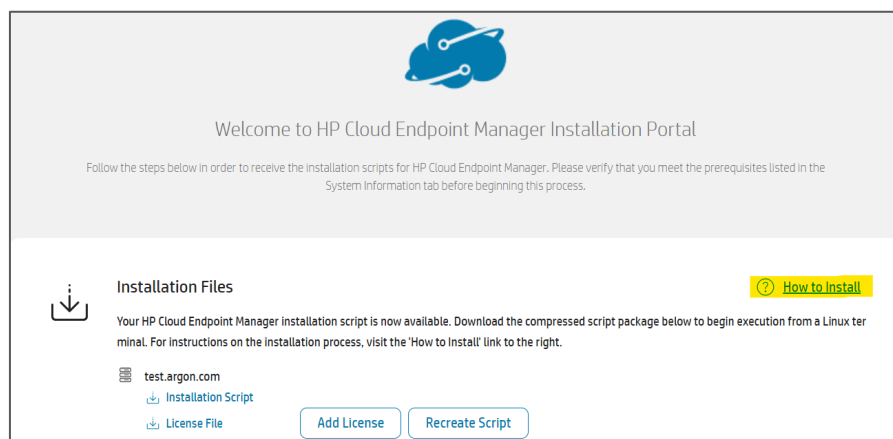 Welcome to HP Cloud Endpoint Manager Installation Portal
Follow the steps below in order to receive the installation scripts for HP Cloud Endpoint Manager. Please verify that you meet the prerequisites listed in the
System Information tab before beginning this process.
Installation Files
? How to Install
Your HP Cloud Endpoint Manager installation script is now available. Download the compressed script package below to begin execution from a Linux ter
minal. For instructions on the installation process, visit the 'How to Install' link to the right.
test.argon.com
Installation Script
License File
Add License
Recreate Script